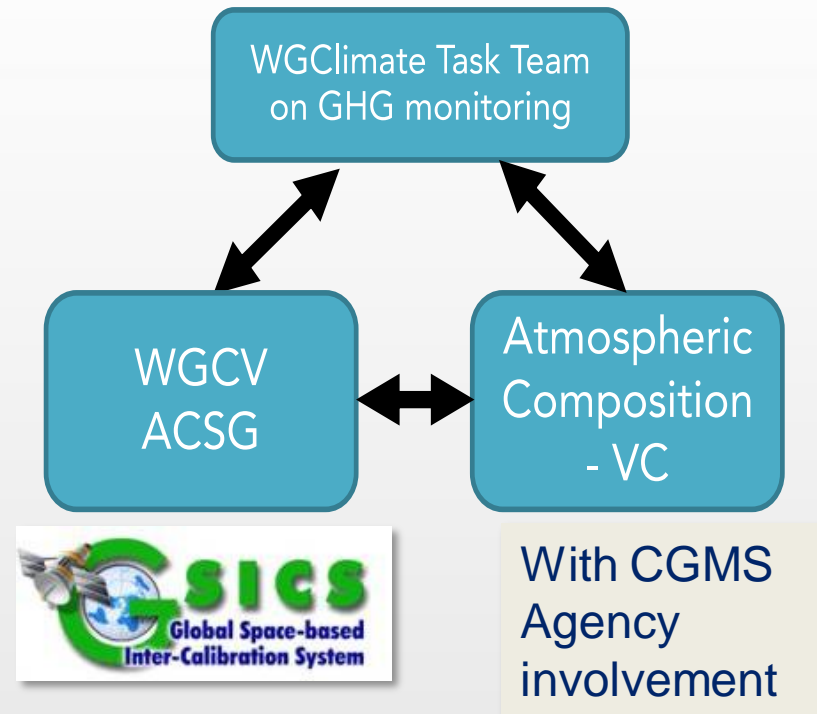 WGClimate Task Team
on GHG monitoring
WGCV
ACSG
Atmospheric
Composition
- VC
GSICS
Global Space-based
Inter-Calibration System
With CGMS
Agency
involvement